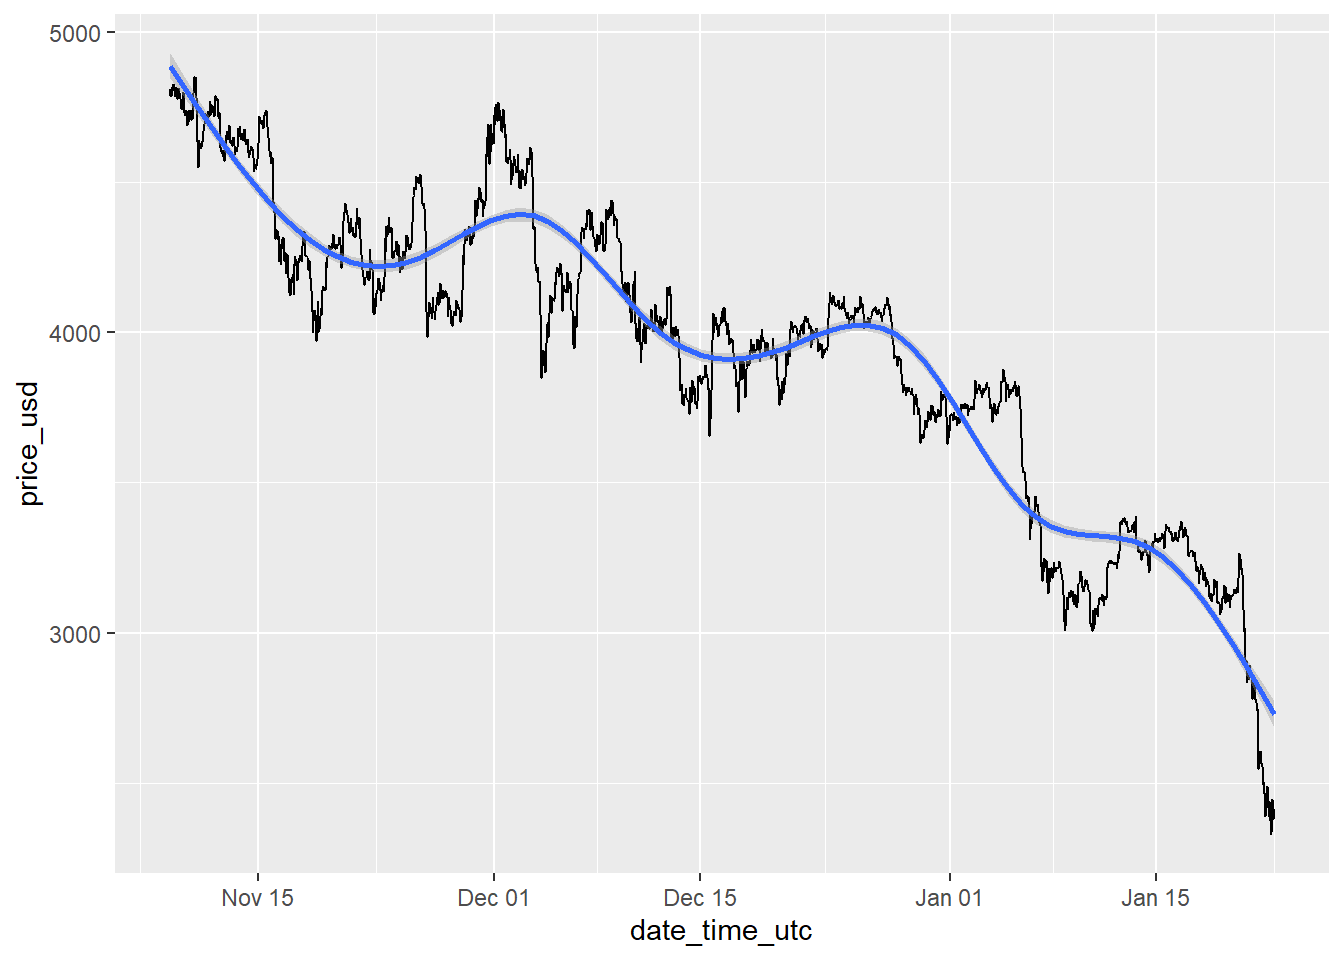 5000
4000
3000
price_usd
Nov 15
Dec 01
Dec 15
Jan 01
Jan 15
date_time_utc